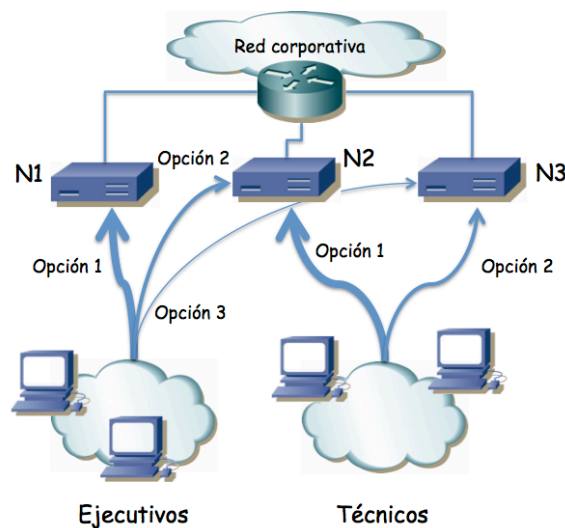 Red corporativa
N1
Opción 2
N2
N3
Opción 1
Opción 1
Opción 2
Opción 3
Ejecutivos
Técnicos